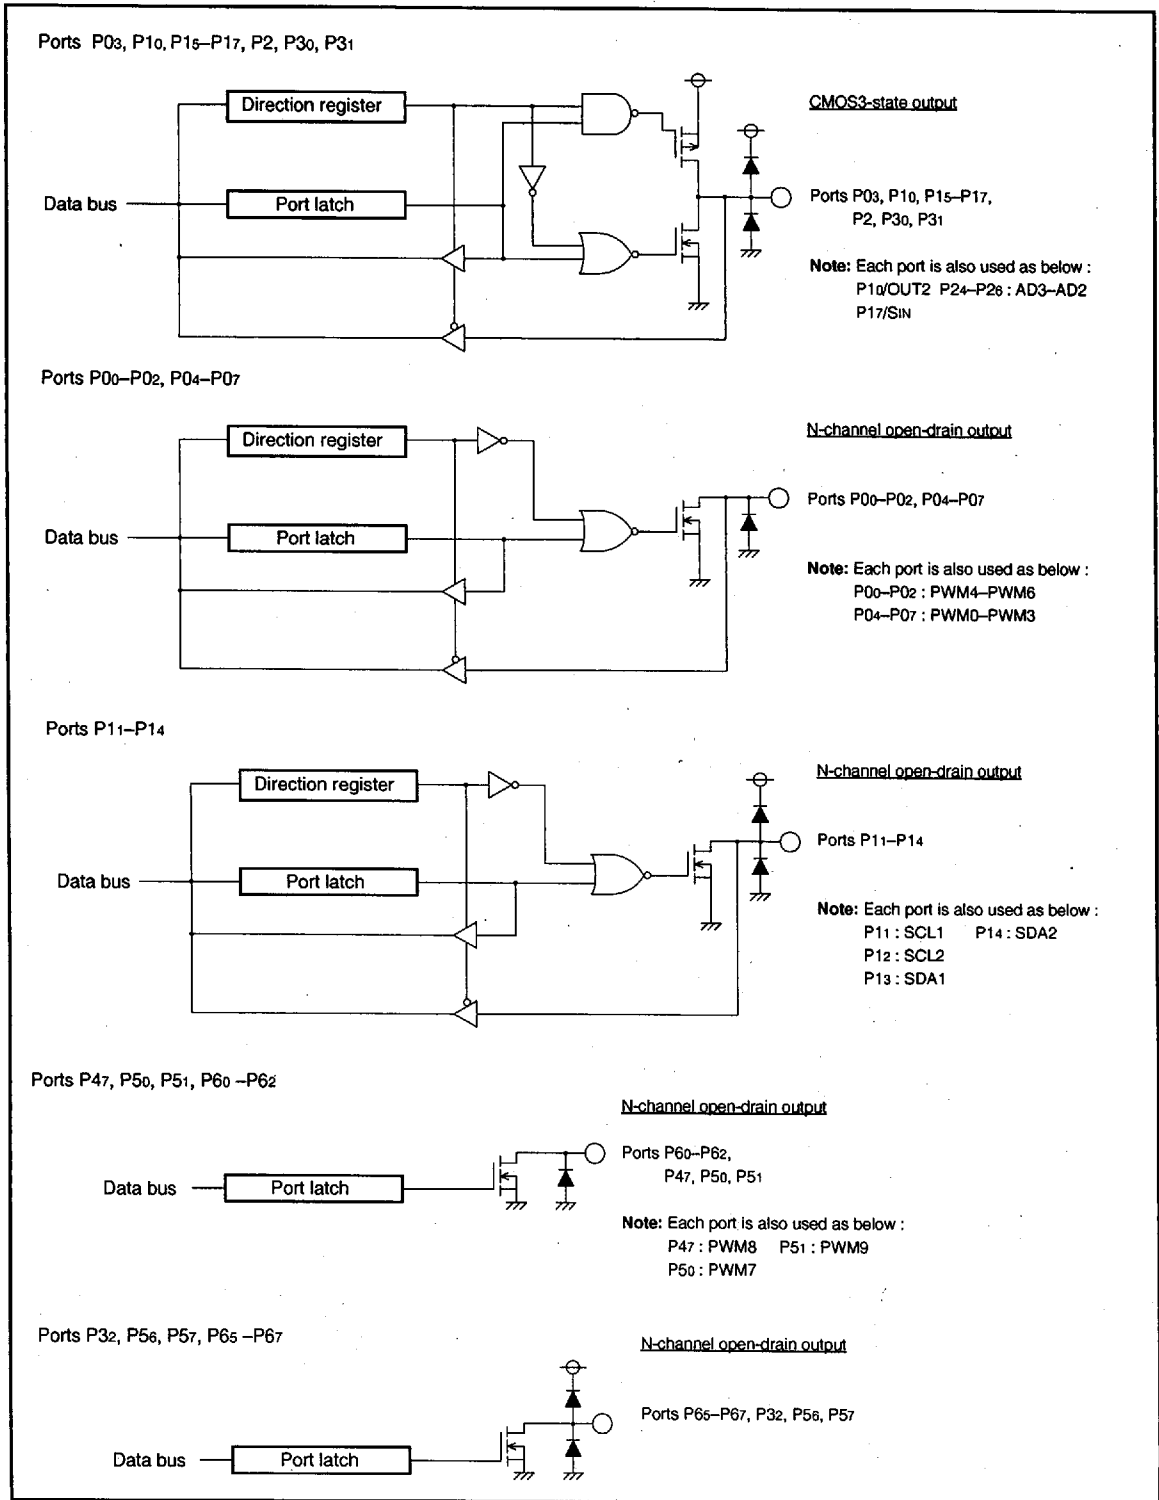 Ports P03, P10, P15–P17, P2, P30, P31
Direction register
CMOS3-state output
Data bus
Port latch
Ports P03, P10, P15–P17,
P2, P30, P31
Note: Each port is also used as below :
P10/OUT2 P24–P26 : AD3–AD2
P17/SIN
Ports P00–P02, P04–P07
Direction register
N-channel open-drain output
Ports P00–P02, P04–P07
Data bus
Port latch
Note: Each port is also used as below :
P00–P02 : PWM4–PWM6
P04–P07 : PWM0–PWM3
Ports P11–P14
Direction register
N-channel open-drain output
Ports P11–P14
Data bus
Port latch
Note: Each port is also used as below :
P11 : SCL1 P14 : SDA2
P12 : SCL2
P13 : SDA1
Ports P47, P50, P51, P60 –P62
N-channel open-drain output
Ports P60–P62,
P47, P50, P51
Data bus
Port latch
Note: Each port is also used as below :
P47 : PWM8 P51 : PWM9
P50 : PWM7
Ports P32, P56, P57, P65 –P67
N-channel open-drain output
Ports P65–P67, P32, P56, P57
Data bus
Port latch